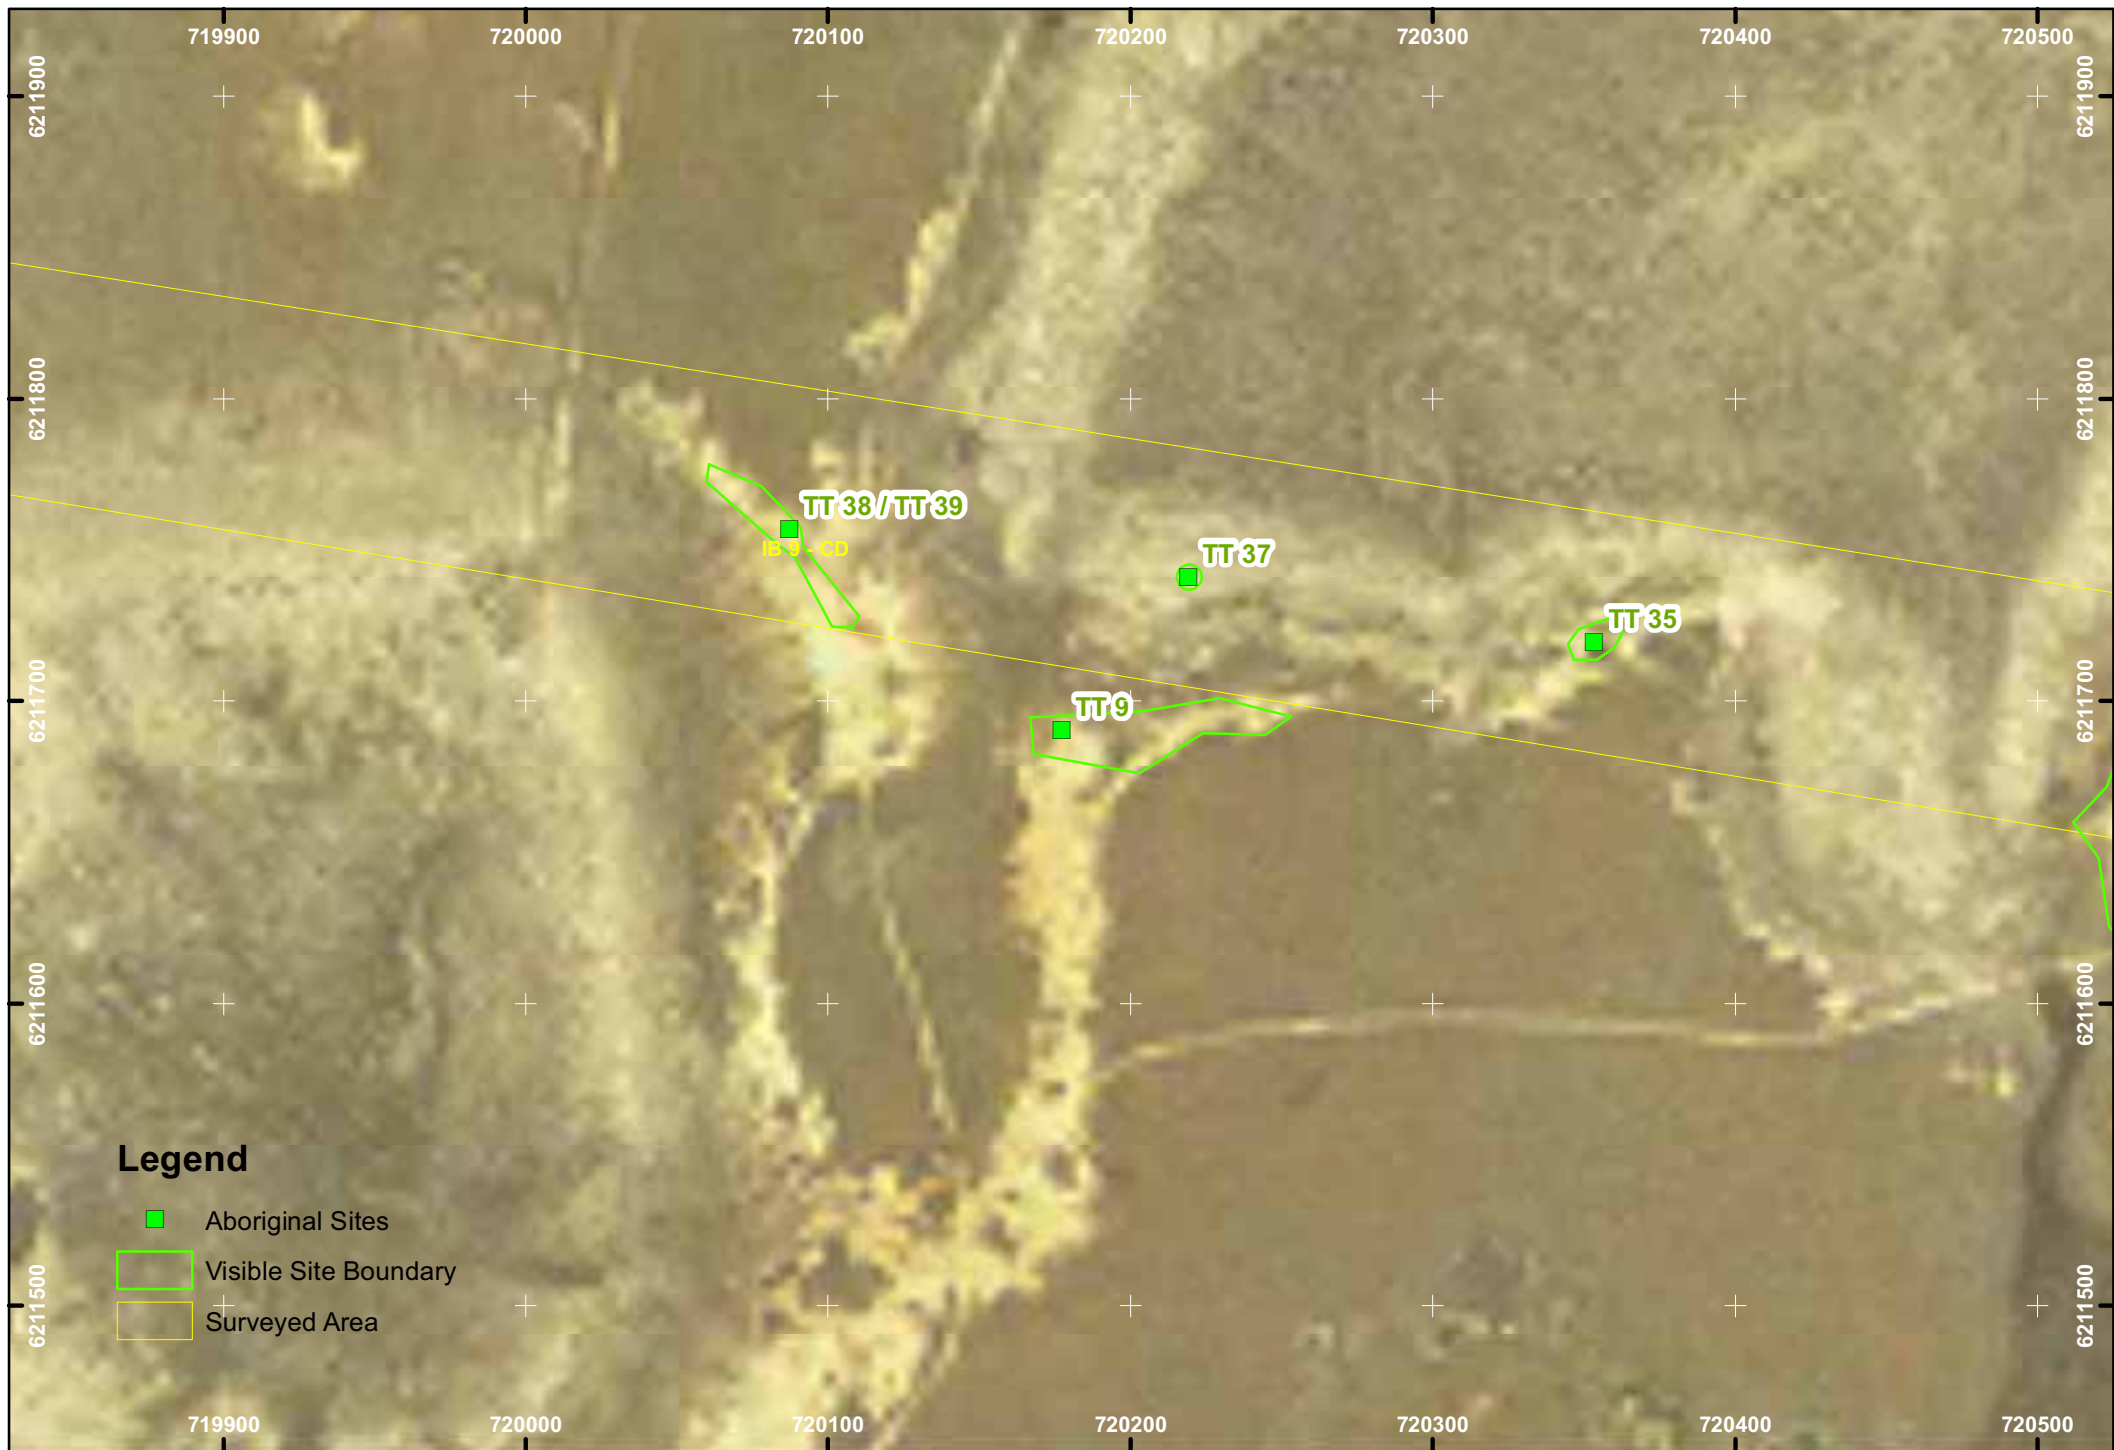 719900 720000 720100 720200 720300 720400 720500
6211900 6211900
6211800 6211800
TT 38 / TT 39
IB 9 - CD
TT 37
TT 35
6211700 6211700
TT 9
6211600 6211600
Legend
Aboriginal Sites
Visible Site Boundary
Surveyed Area
6211500 6211500
719900 720000 720100 720200 720300 720400 720500